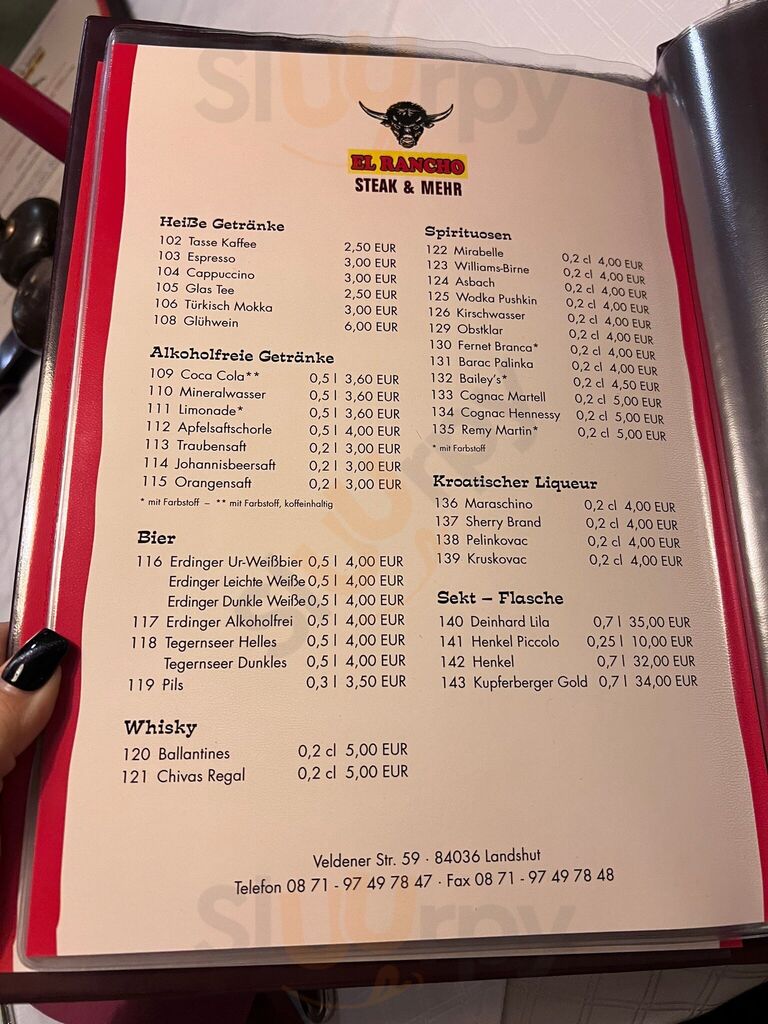 EL RANCHO
STEAK & MEHR
Heiße Getränke
102 Tasse Kaffee 2,50 EUR
103 Espresso 3,00 EUR
104 Cappuccino 3,00 EUR
105 Glas Tee 2,50 EUR
106 Türkisch Mokka 3,00 EUR
108 Glühwein 6,00 EUR
Alkoholfreie Getränke
109 Coca Cola** 0,5 l 3,60 EUR
110 Mineralwasser 0,5 l 3,60 EUR
111 Limonade* 0,5 l 3,60 EUR
112 Apfelsaftschorle 0,5 l 4,00 EUR
113 Traubensaft 0,2 l 3,00 EUR
114 Johannisbeersaft 0,2 l 3,00 EUR
115 Orangensaft 0,2 l 3,00 EUR
* mit Farbstoff – ** mit Farbstoff, koffeinhaltig
Bier
116 Erdinger Ur-Weißbier 0,5 l 4,00 EUR
Erdinger Leichte Weiße 0,5 l 4,00 EUR
Erdinger Dunkle Weiße 0,5 l 4,00 EUR
117 Erdinger Alkoholfrei 0,5 l 4,00 EUR
118 Tegernseer Helles 0,5 l 4,00 EUR
Tegernseer Dunkles 0,5 l 4,00 EUR
119 Pils 0,3 l 3,50 EUR
Whisky
120 Ballantines 0,2 cl 5,00 EUR
121 Chivas Regal 0,2 cl 5,00 EUR
Spirituosen
122 Mirabelle 0,2 cl 4,00 EUR
123 Williams-Birne 0,2 cl 4,00 EUR
124 Asbach 0,2 cl 4,00 EUR
125 Wodka Pushkin 0,2 cl 4,00 EUR
126 Kirschwasser 0,2 cl 4,00 EUR
129 Obstklar 0,2 cl 4,00 EUR
130 Fernet Branca* 0,2 cl 4,00 EUR
131 Barac Palinka 0,2 cl 4,00 EUR
132 Bailey's* 0,2 cl 4,50 EUR
133 Cognac Martell 0,2 cl 5,00 EUR
134 Cognac Hennessy 0,2 cl 5,00 EUR
135 Remy Martin* 0,2 cl 5,00 EUR
* mit Farbstoff
Kroatischer Liqueur
136 Maraschino 0,2 cl 4,00 EUR
137 Sherry Brand 0,2 cl 4,00 EUR
138 Pelinkovac 0,2 cl 4,00 EUR
139 Kruskovac 0,2 cl 4,00 EUR
Sekt – Flasche
140 Deinhard Lila 0,7 l 35,00 EUR
141 Henkel Piccolo 0,25 l 10,00 EUR
142 Henkel 0,7 l 32,00 EUR
143 Kupferberger Gold 0,7 l 34,00 EUR
Veldener Str. 59 · 84036 Landshut
Telefon 08 71 - 97 49 78 47 · Fax 08 71 - 97 49 78 48
Sluurpy
Sluurpy
Sluurpy